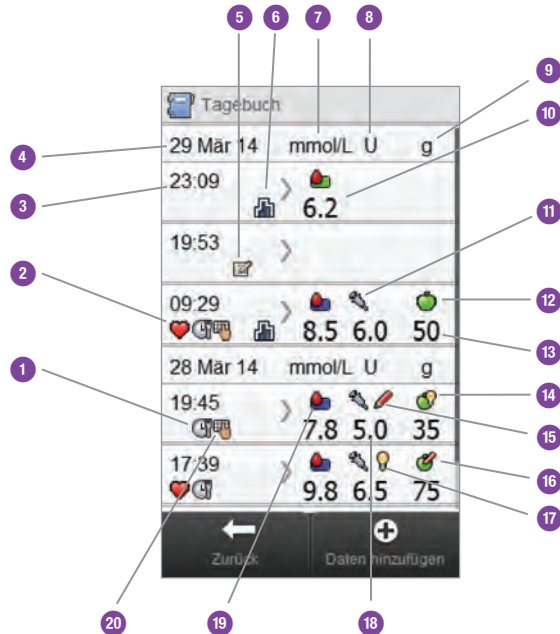 5 6 7 8
9
10
11
12
13
14
15
16
17
18
19
20
1
2
3
4
Tagebuch
29 Mär 14 mmol/L U g
23:09
6.2
19:53
09:29
8.5 6.0 50
28 Mär 14 mmol/L U g
19:45
7.8 5.0 35
17:39
9.8 6.5 75
Zurück Daten hinzufügen